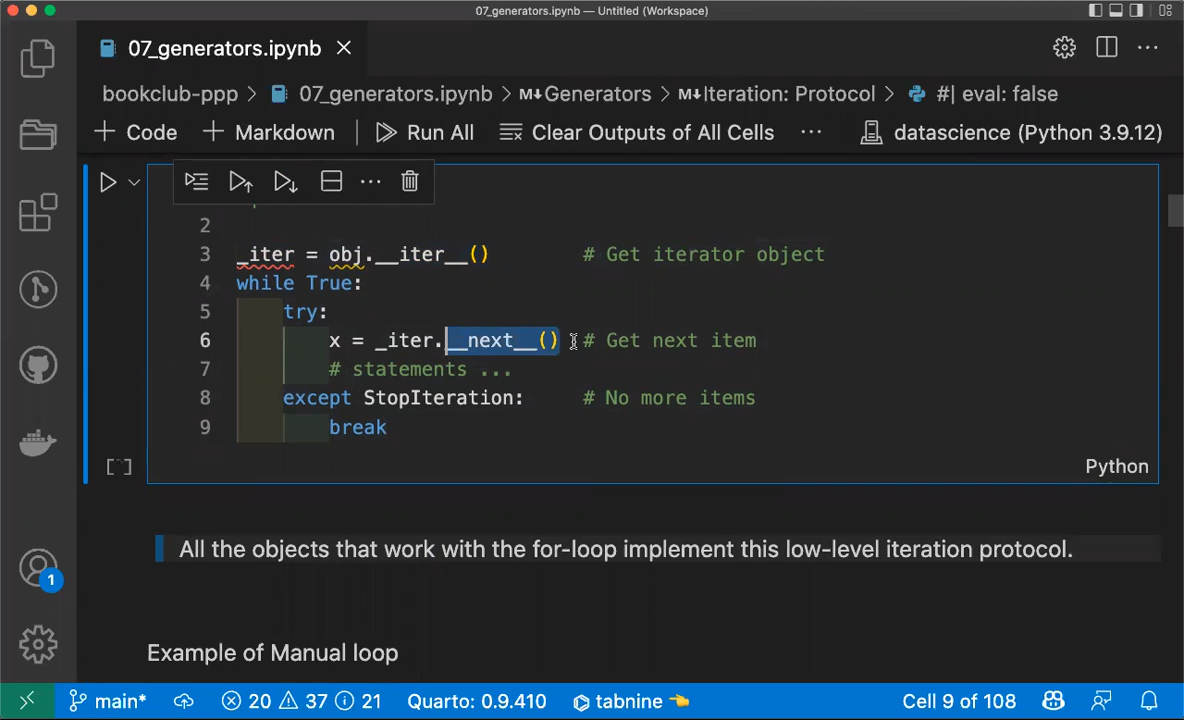 07_generators.ipynb — Untitled (Workspace)
07_generators.ipynb
bookclub-ppp > 07_generators.ipynb > M↓Generators > M↓Iteration: Protocol > #| eval: false
+ Code + Markdown Run All Clear Outputs of All Cells ... datascience (Python 3.9.12)
2
3 _iter = obj.__iter__() # Get iterator object
4 while True:
5 try:
6 x = _iter.__next__() # Get next item
7 # statements ...
8 except StopIteration: # No more items
9 break
[ ] Python
All the objects that work with the for-loop implement this low-level iteration protocol.
1
Example of Manual loop
main* 20 37 21 Quarto: 0.9.410 tabnine Cell 9 of 108